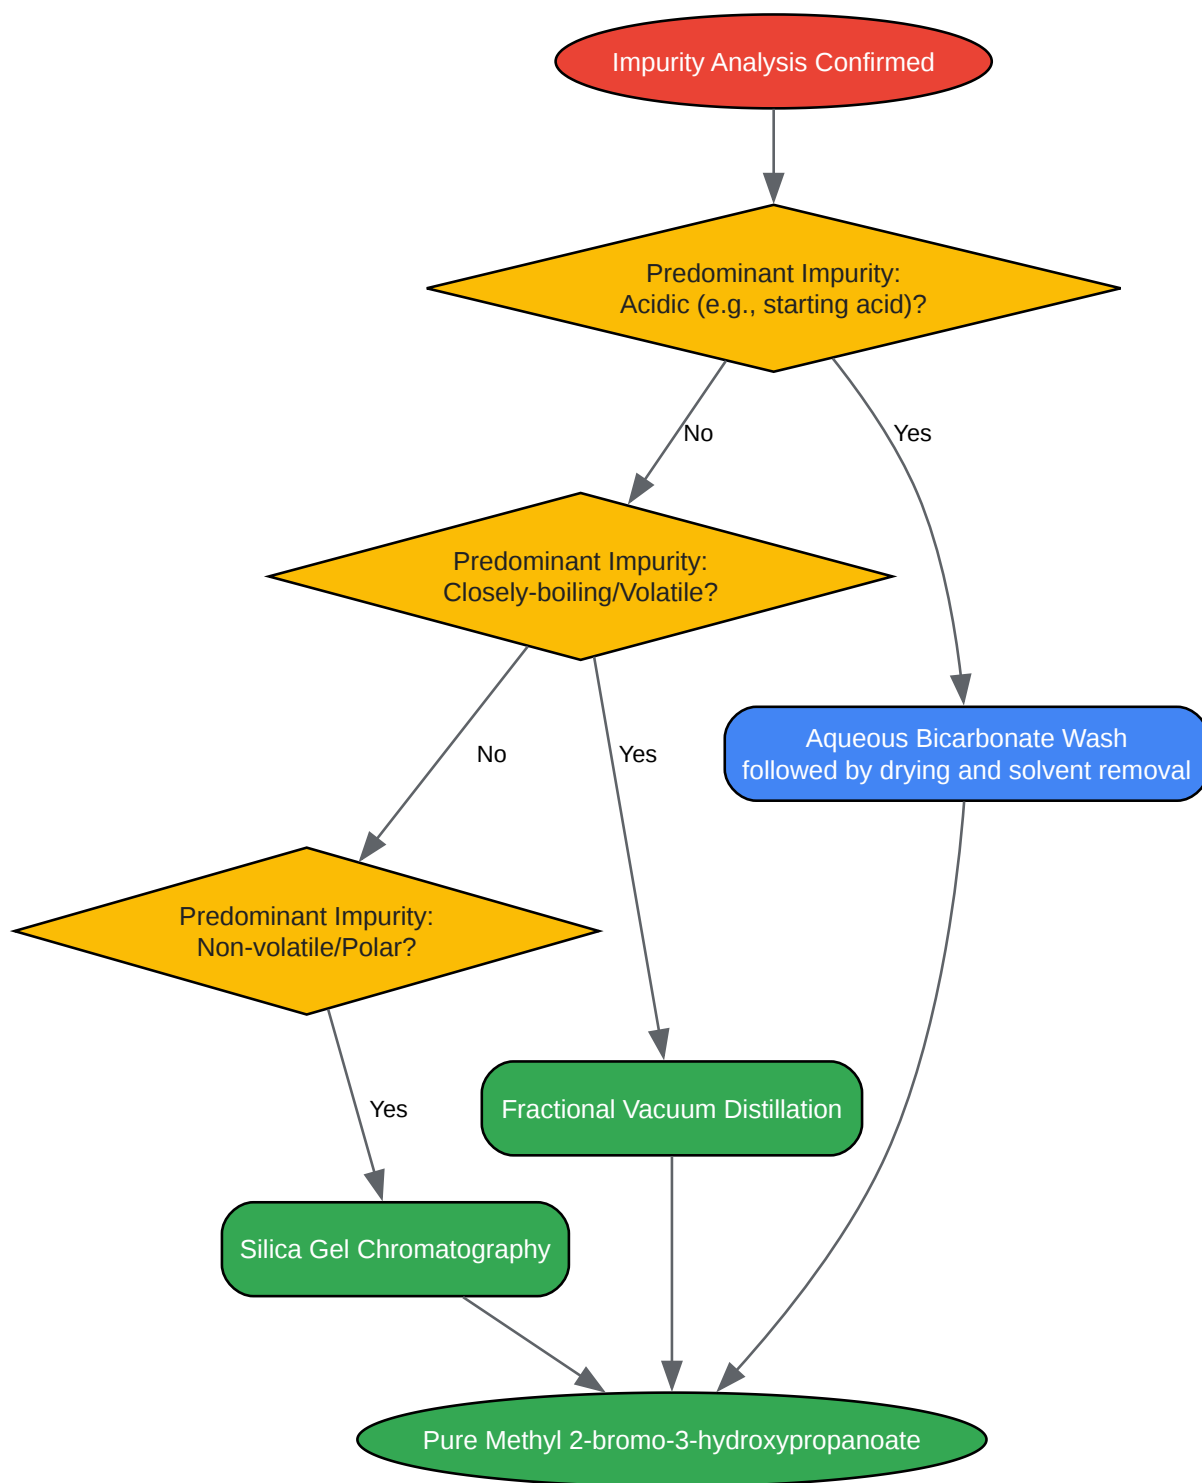 Impurity Analysis Confirmed
Predominant Impurity:
Acidic (e.g., starting acid)?
No
Yes
Predominant Impurity:
Closely-boiling/Volatile?
No
Yes
Aqueous Bicarbonate Wash
followed by drying and solvent removal
Predominant Impurity:
Non-volatile/Polar?
Yes
Fractional Vacuum Distillation
Silica Gel Chromatography
Pure Methyl 2-bromo-3-hydroxypropanoate